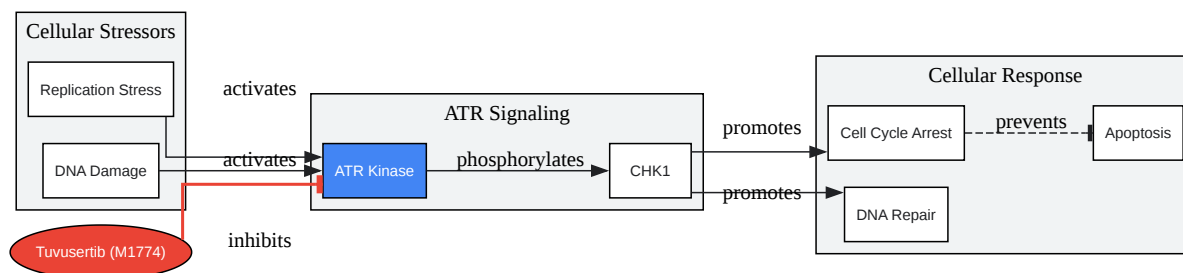 Cellular Stressors
Replication Stress
DNA Damage
Tuvusertib (M1774)
activates
activates
inhibits
ATR Signaling
ATR Kinase
phosphorylates
CHK1
promotes
promotes
Cellular Response
Cell Cycle Arrest
prevents
Apoptosis
DNA Repair